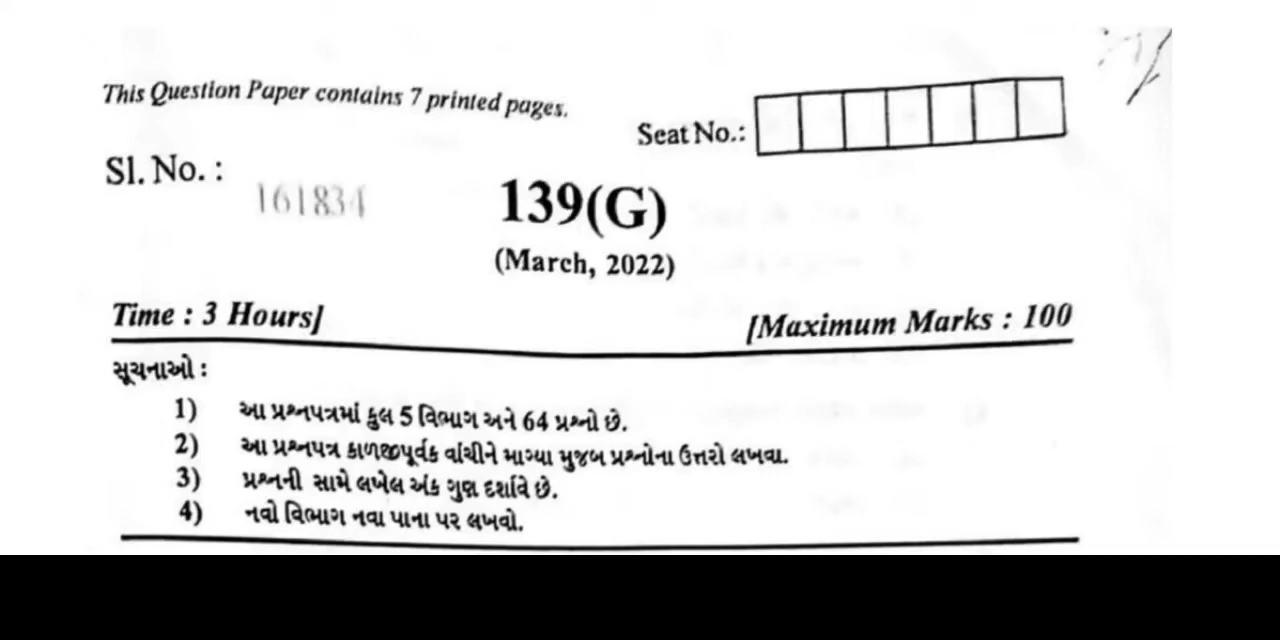 This Question Paper contains 7 printed pages.
Seat No.:
Sl. No. :
161834
139(G)
(March, 2022)
Time : 3 Hours]
[Maximum Marks : 100
સૂચનાઓ :
1) આ પ્રશ્નપત્રમાં કુલ 5 વિભાગ અને 64 પ્રશ્નો છે.
2) આ પ્રશ્નપત્ર કાળજીપૂર્વક વાંચીને માગ્યા મુજબ પ્રશ્નોના ઉત્તરો લખવા.
3) પ્રશ્નની સામે લખેલ અંક ગુણ દર્શાવે છે.
4) નવો વિભાગ નવા પાના પર લખવો.